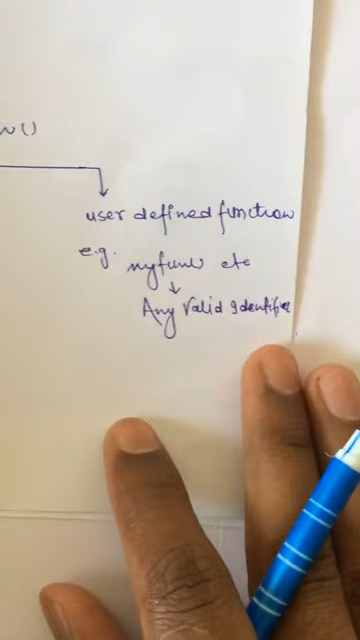 user defined function
e.g.
myfunc etc
Any Valid Identifier